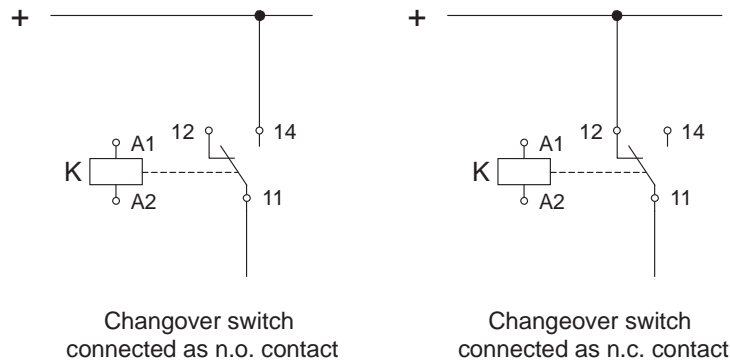 +
12 14
A1
K
A2
11
Changover switch
connected as n.o. contact
+
12 14
A1
K
A2
11
Changeover switch
connected as n.c. contact